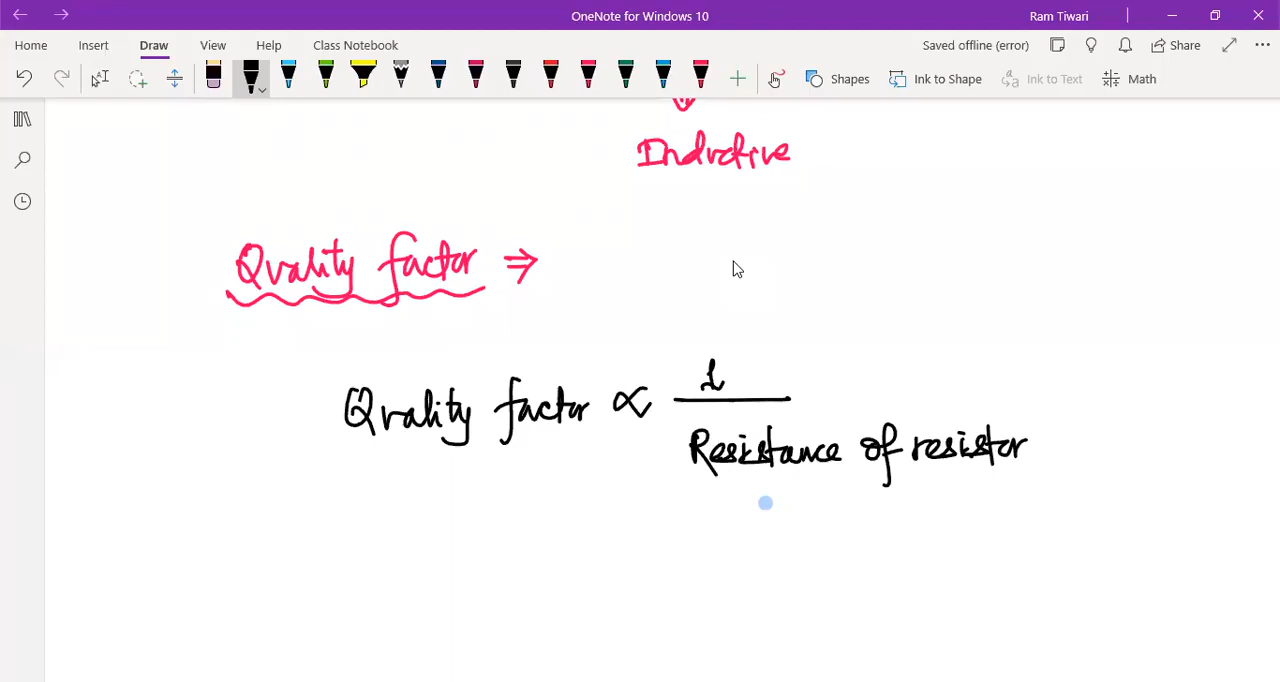 OneNote for Windows 10
Ram Tiwari
Home Insert Draw View Help Class Notebook
Saved offline (error) Share
Shapes Ink to Shape Ink to Text Math
Inductive
Quality factor ⇒
Quality factor ∝ 1
Resistance of resistor